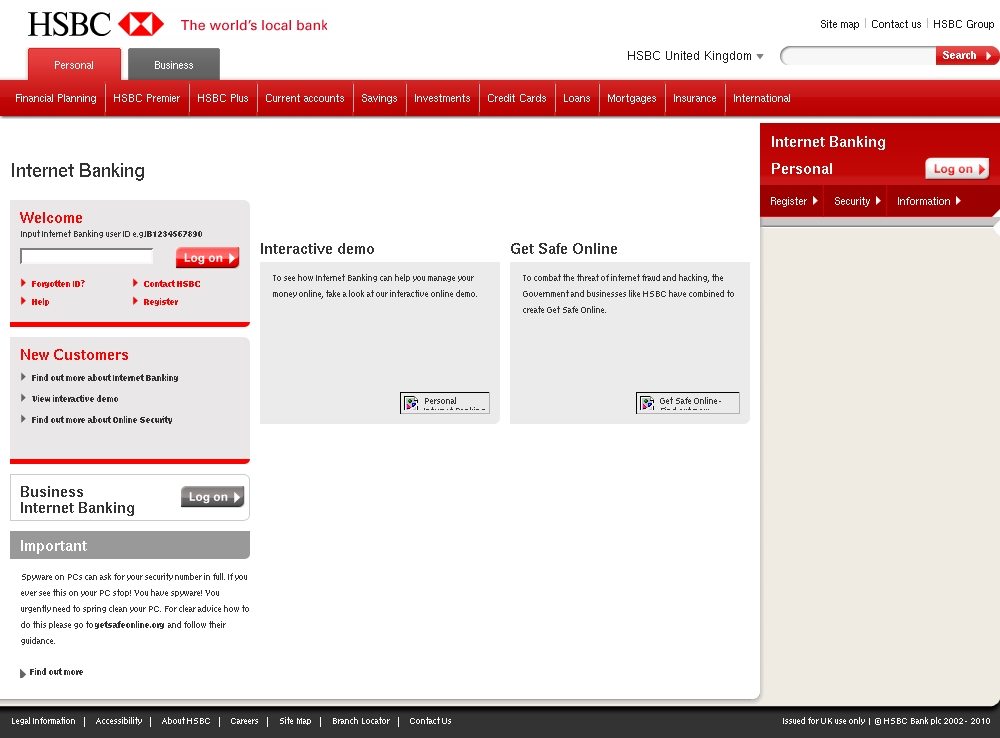 HSBC The world's local bank
Site map | Contact us | HSBC Group
Personal
Business
HSBC United Kingdom
Search
Financial Planning
HSBC Premier
HSBC Plus
Current accounts
Savings
Investments
Credit Cards
Loans
Mortgages
Insurance
International
Internet Banking
Welcome
Input Internet Banking user ID e.g.IB1234567890
Log on
Forgotten ID?
Contact HSBC
Help
Register
New Customers
Find out more about Internet Banking
View interactive demo
Find out more about Online Security
Business
Internet Banking
Log on
Important
Spyware on PCs can ask for your security number in full. If you
ever see this on your PC stop! You have spyware! You
urgently need to spring clean your PC. For clear advice how to
do this please go to getsafeonline.org and follow their
guidance.
Find out more
Interactive demo
To see how Internet Banking can help you manage your
money online, take a look at our interactive online demo.
Personal
Internet Banking
Get Safe Online
To combat the threat of internet fraud and hacking, the
Government and businesses like HSBC have combined to
create Get Safe Online.
Get Safe Online-
Find out now
Internet Banking
Personal
Log on
Register
Security
Information
Legal Information | Accessibility | About HSBC | Careers | Site Map | Branch Locator | Contact Us
Issued for UK use only | © HSBC Bank plc 2002 - 2010